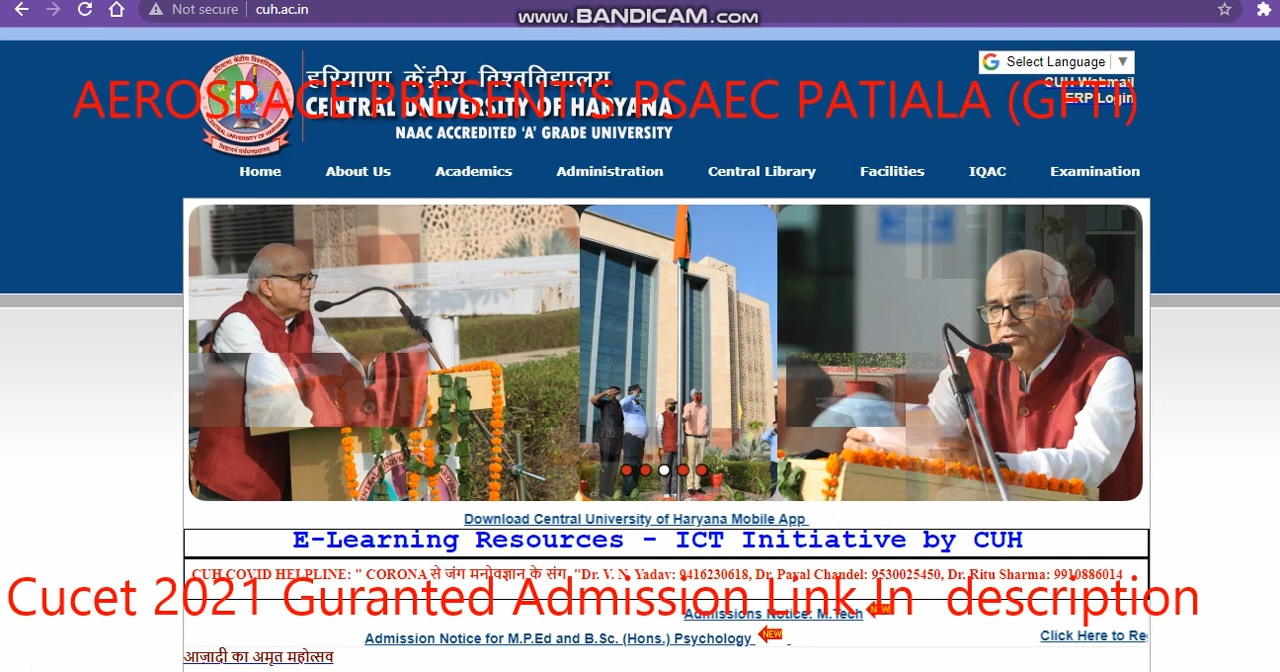 Not secure cuh.ac.in
www.BANDICAM.com
Select Language ▼
हरियाणा केंद्रीय विश्वविद्यालय
CUH Webmail
AEROSPACE PRESENT'S PSAEC PATIALA (GFTI)
CENTRAL UNIVERSITY OF HARYANA
ERP Login
NAAC ACCREDITED 'A' GRADE UNIVERSITY
Home About Us Academics Administration Central Library Facilities IQAC Examination
Download Central University of Haryana Mobile App
E-Learning Resources - ICT Initiative by CUH
CUH COVID HELPLINE: " CORONA से जंग मनोवज्ञान के संग "Dr. V. N. Yadav: 9416230618, Dr. Payal Chandel: 9530025450, Dr. Ritu Sharma: 9910886014
Cucet 2021 Guranted Admission Link In description
Admissions Notice: M.Tech NEW
Admission Notice for M.P.Ed and B.Sc. (Hons.) Psychology NEW
Click Here to Re
आज़ादी का अमृत महोत्सव